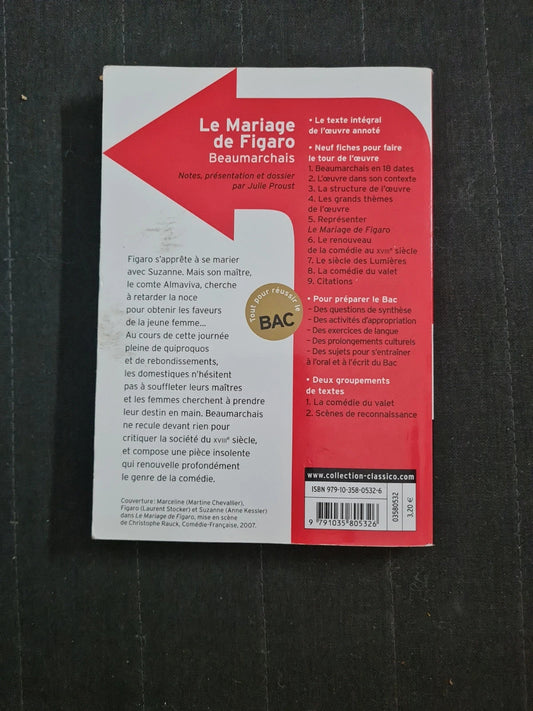 Le Mariage
de Figaro
Beaumarchais
Notes, présentation et dossier
par Julie Proust
Figaro s'apprête à se marier
avec Suzanne. Mais son maître,
le comte Almaviva, cherche
à retarder la noce
pour obtenir les faveurs
de la jeune femme...
Au cours de cette journée
pleine de quiproquos
et de rebondissements,
les domestiques n'hésitent
pas à souffleter leurs maîtres
et les femmes cherchent à prendre
leur destin en main. Beaumarchais
ne recule devant rien pour
critiquer la société du XVIIIe siècle,
et compose une pièce insolente
qui renouvelle profondément
le genre de la comédie.
Couverture : Marceline (Martine Chevallier),
Figaro (Laurent Stocker) et Suzanne (Anne Kessler)
dans Le Mariage de Figaro, mise en scène
de Christophe Rauck, Comédie-Française, 2007.
Tout pour réussir le
BAC
• Le texte intégral
de l'œuvre annoté
• Neuf fiches pour faire
le tour de l'œuvre
1. Beaumarchais en 18 dates
2. L'œuvre dans son contexte
3. La structure de l'œuvre
4. Les grands thèmes
de l'œuvre
5. Représenter
Le Mariage de Figaro
6. Le renouveau
de la comédie au XVIIIe siècle
7. Le siècle des Lumières
8. La comédie du valet
9. Citations
• Pour préparer le Bac
– Des questions de synthèse
– Des activités d'appropriation
– Des exercices de langue
– Des prolongements culturels
– Des sujets pour s'entraîner
à l'oral et à l'écrit du Bac
• Deux groupements
de textes
1. La comédie du valet
2. Scènes de reconnaissance
www.collection-classico.com
ISBN 979-10-358-0532-6
9 791035 805326
03580532
3,20 €